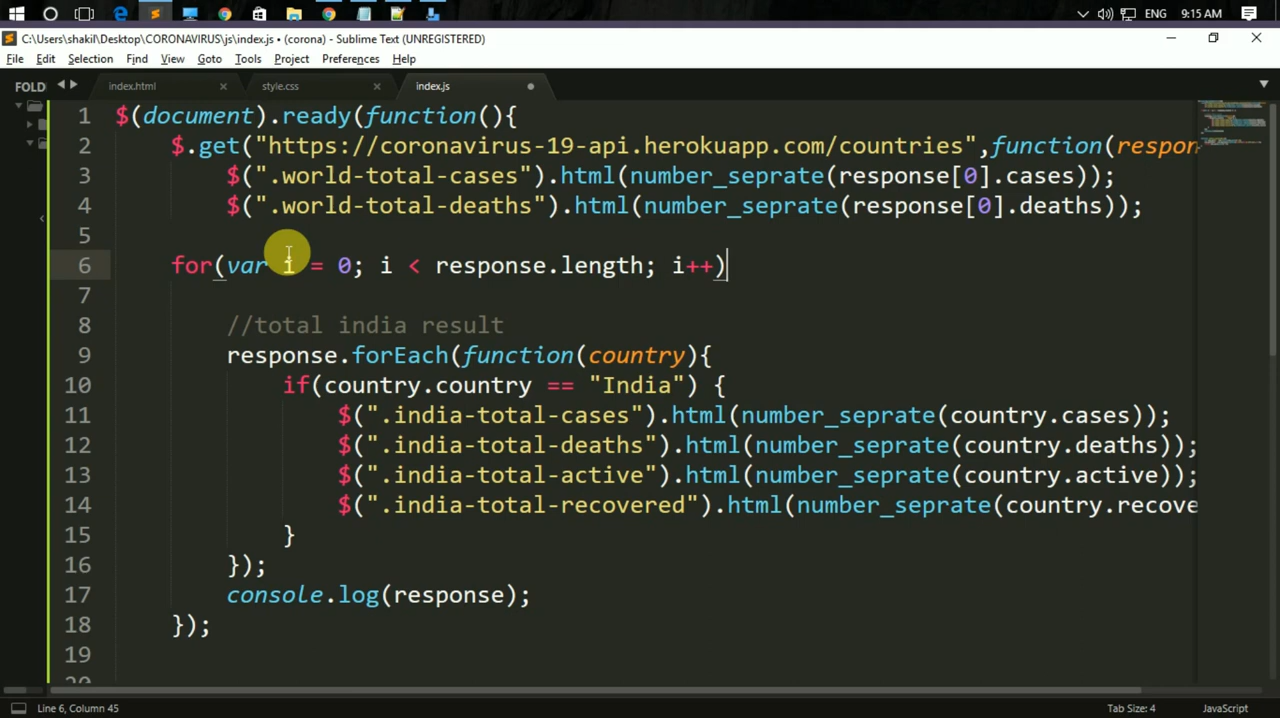 ENG 9:15 AM
C:\Users\shakil\Desktop\CORONAVIRUS\js\index.js • (corona) - Sublime Text (UNREGISTERED)
File Edit Selection Find View Goto Tools Project Preferences Help
FOLD index.html style.css index.js
1 $(document).ready(function(){
2 $.get("https://coronavirus-19-api.herokuapp.com/countries",function(respon
3 $(".world-total-cases").html(number_seprate(response[0].cases));
4 $(".world-total-deaths").html(number_seprate(response[0].deaths));
5
6 for(var i = 0; i < response.length; i++)
7
8 //total india result
9 response.forEach(function(country){
10 if(country.country == "India") {
11 $(".india-total-cases").html(number_seprate(country.cases));
12 $(".india-total-deaths").html(number_seprate(country.deaths));
13 $(".india-total-active").html(number_seprate(country.active));
14 $(".india-total-recovered").html(number_seprate(country.recove
15 }
16 });
17 console.log(response);
18 });
19
20
Line 6, Column 45 Tab Size: 4 JavaScript